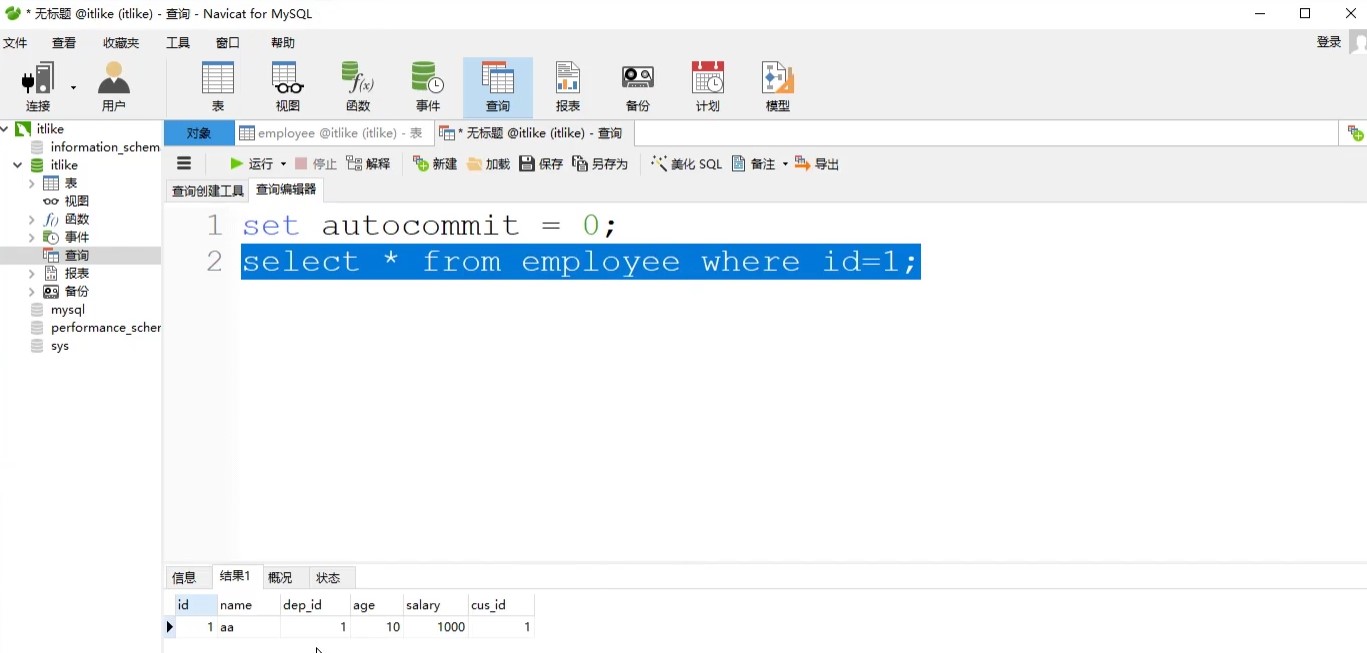 * 无标题 @itlike (itlike) - 查询 - Navicat for MySQL
文件 查看 收藏夹 工具 窗口 帮助 登录
连接 用户 表 视图 函数 事件 查询 报表 备份 计划 模型
itlike
information_schem
itlike
表
视图
函数
事件
查询
报表
备份
mysql
performance_scher
sys
对象 employee @itlike (itlike) - 表 * 无标题 @itlike (itlike) - 查询
运行 停止 解释 新建 加载 保存 另存为 美化 SQL 备注 导出
查询创建工具 查询编辑器
1 set autocommit = 0;
2 select * from employee where id=1;
信息 结果1 概况 状态
id name dep_id age salary cus_id
1 aa 1 10 1000 1